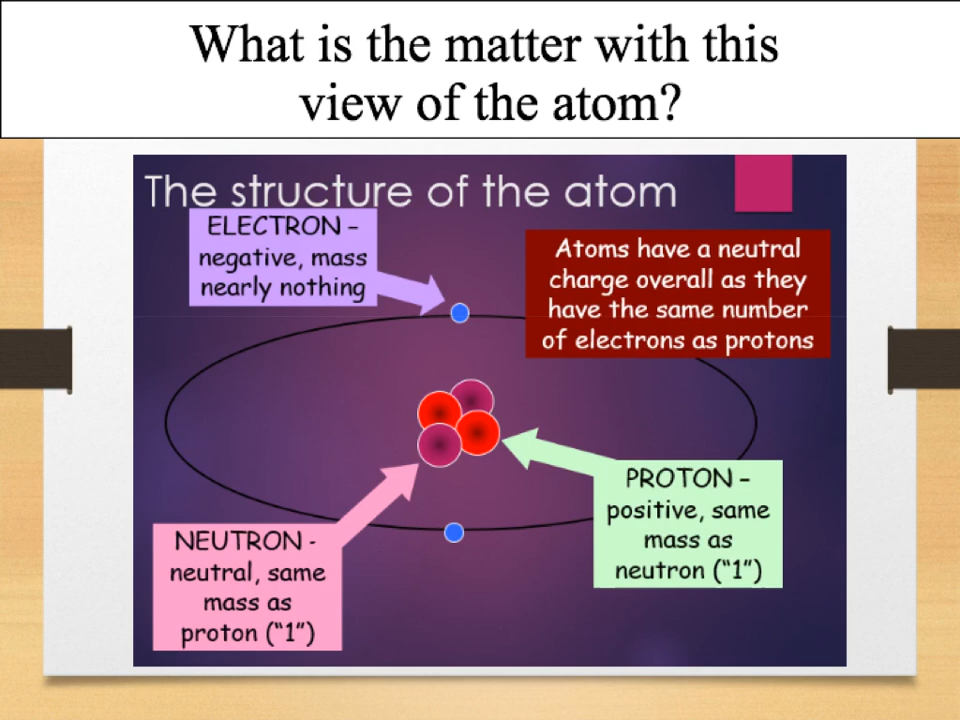 What is the matter with this
view of the atom?
The structure of the atom
ELECTRON –
negative, mass
nearly nothing
Atoms have a neutral
charge overall as they
have the same number
of electrons as protons
PROTON –
positive, same
mass as
neutron (“1”)
NEUTRON -
neutral, same
mass as
proton (“1”)